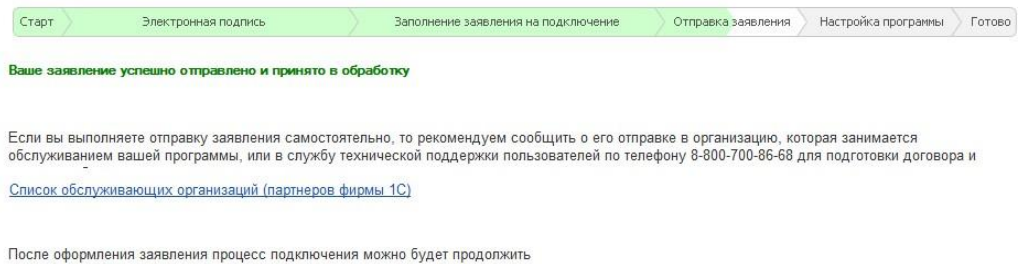 Старт Электронная подпись Заполнение заявления на подключение Отправка заявления Настройка программы Готово
Ваше заявление успешно отправлено и принято в обработку
Если вы выполняете отправку заявления самостоятельно, то рекомендуем сообщить о его отправке в организацию, которая занимается
обслуживанием вашей программы, или в службу технической поддержки пользователей по телефону 8-800-700-86-68 для подготовки договора и
Список обслуживающих организаций (партнеров фирмы 1С)
После оформления заявления процесс подключения можно будет продолжить